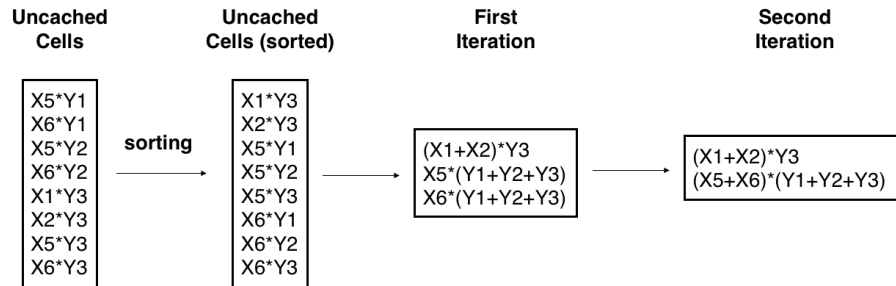 Uncached
Cells
Uncached
Cells (sorted)
First
Iteration
Second
Iteration
X5*Y1
X6*Y1
X5*Y2
X6*Y2
X1*Y3
X2*Y3
X5*Y3
X6*Y3
sorting
X1*Y3
X2*Y3
X5*Y1
X5*Y2
X5*Y3
X6*Y1
X6*Y2
X6*Y3
(X1+X2)*Y3
X5*(Y1+Y2+Y3)
X6*(Y1+Y2+Y3)
(X1+X2)*Y3
(X5+X6)*(Y1+Y2+Y3)